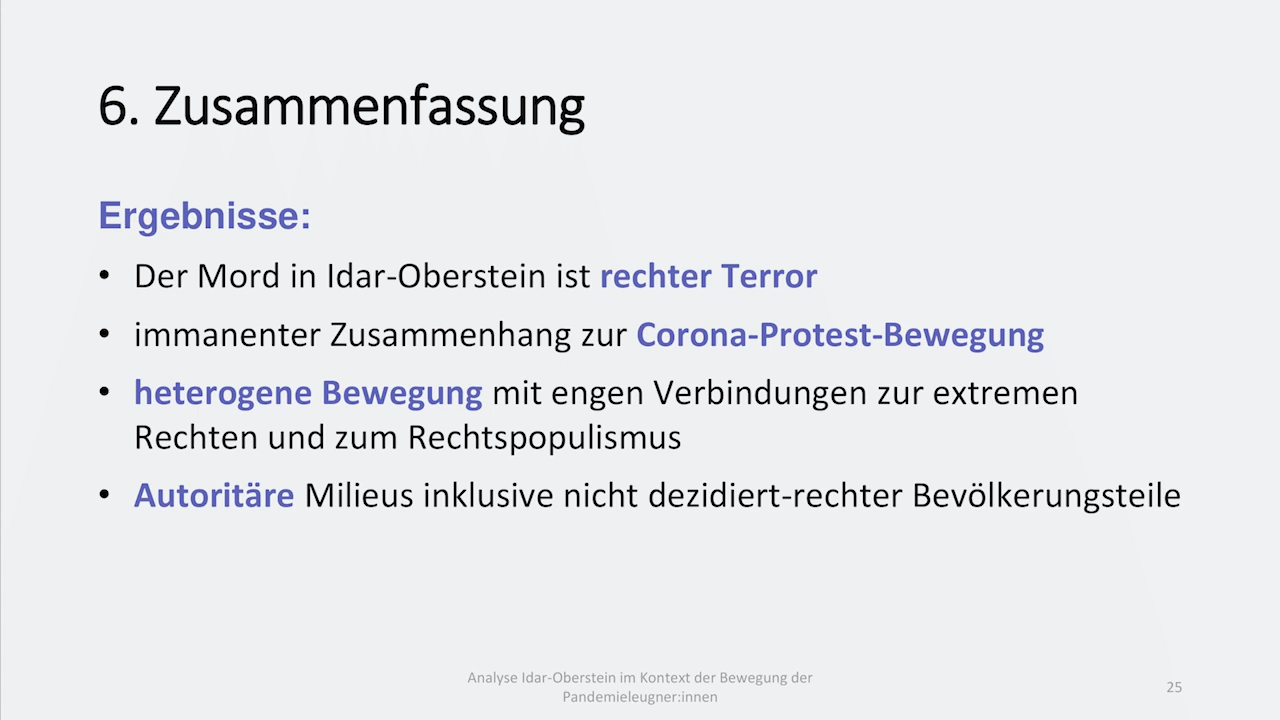 6. Zusammenfassung
Ergebnisse:
• Der Mord in Idar-Oberstein ist rechter Terror
• immanenter Zusammenhang zur Corona-Protest-Bewegung
• heterogene Bewegung mit engen Verbindungen zur extremen
Rechten und zum Rechtspopulismus
• Autoritäre Milieus inklusive nicht dezidiert-rechter Bevölkerungsteile
Analyse Idar-Oberstein im Kontext der Bewegung der
Pandemieleugner:innen
25